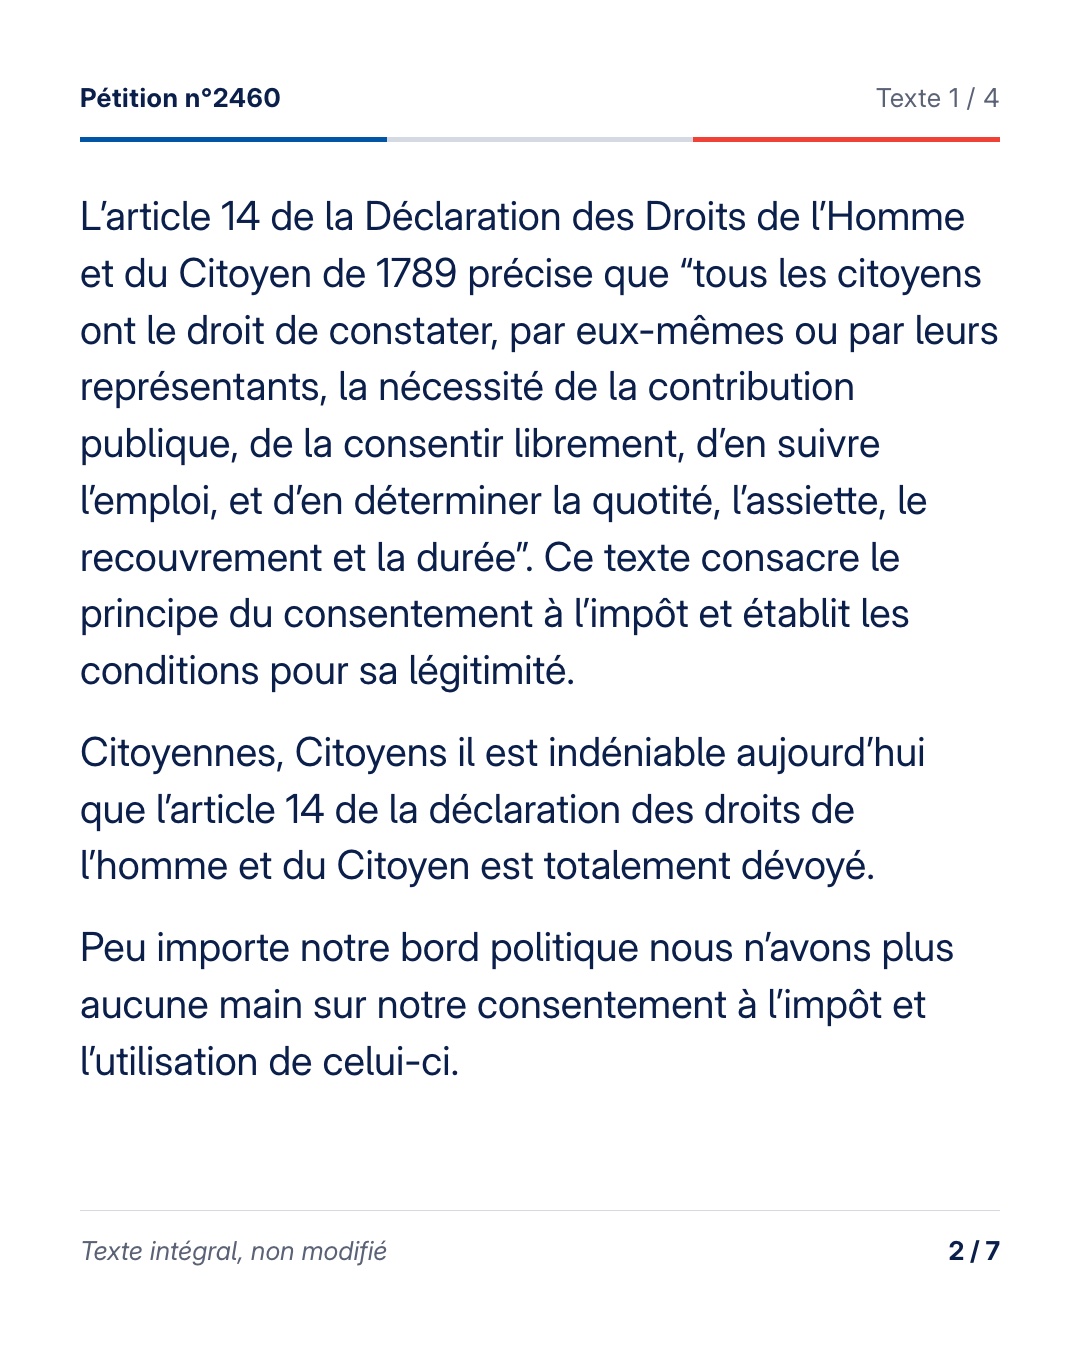 Pétition n°2460
Texte 1 / 4
L’article 14 de la Déclaration des Droits de l’Homme
et du Citoyen de 1789 précise que “tous les citoyens
ont le droit de constater, par eux-mêmes ou par leurs
représentants, la nécessité de la contribution
publique, de la consentir librement, d’en suivre
l’emploi, et d’en déterminer la quotité, l’assiette, le
recouvrement et la durée”. Ce texte consacre le
principe du consentement à l’impôt et établit les
conditions pour sa légitimité.
Citoyennes, Citoyens il est indéniable aujourd’hui
que l’article 14 de la déclaration des droits de
l’homme et du Citoyen est totalement dévoyé.
Peu importe notre bord politique nous n’avons plus
aucune main sur notre consentement à l’impôt et
l’utilisation de celui-ci.
Texte intégral, non modifié
2 / 7